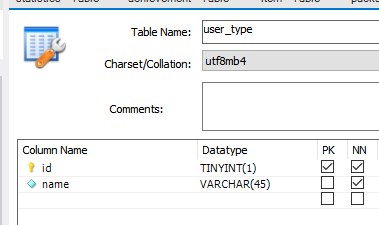 Table Name: user_type
Charset/Collation: utf8mb4
Comments:
Column Name Datatype PK NN
id TINYINT(1)
name VARCHAR(45)